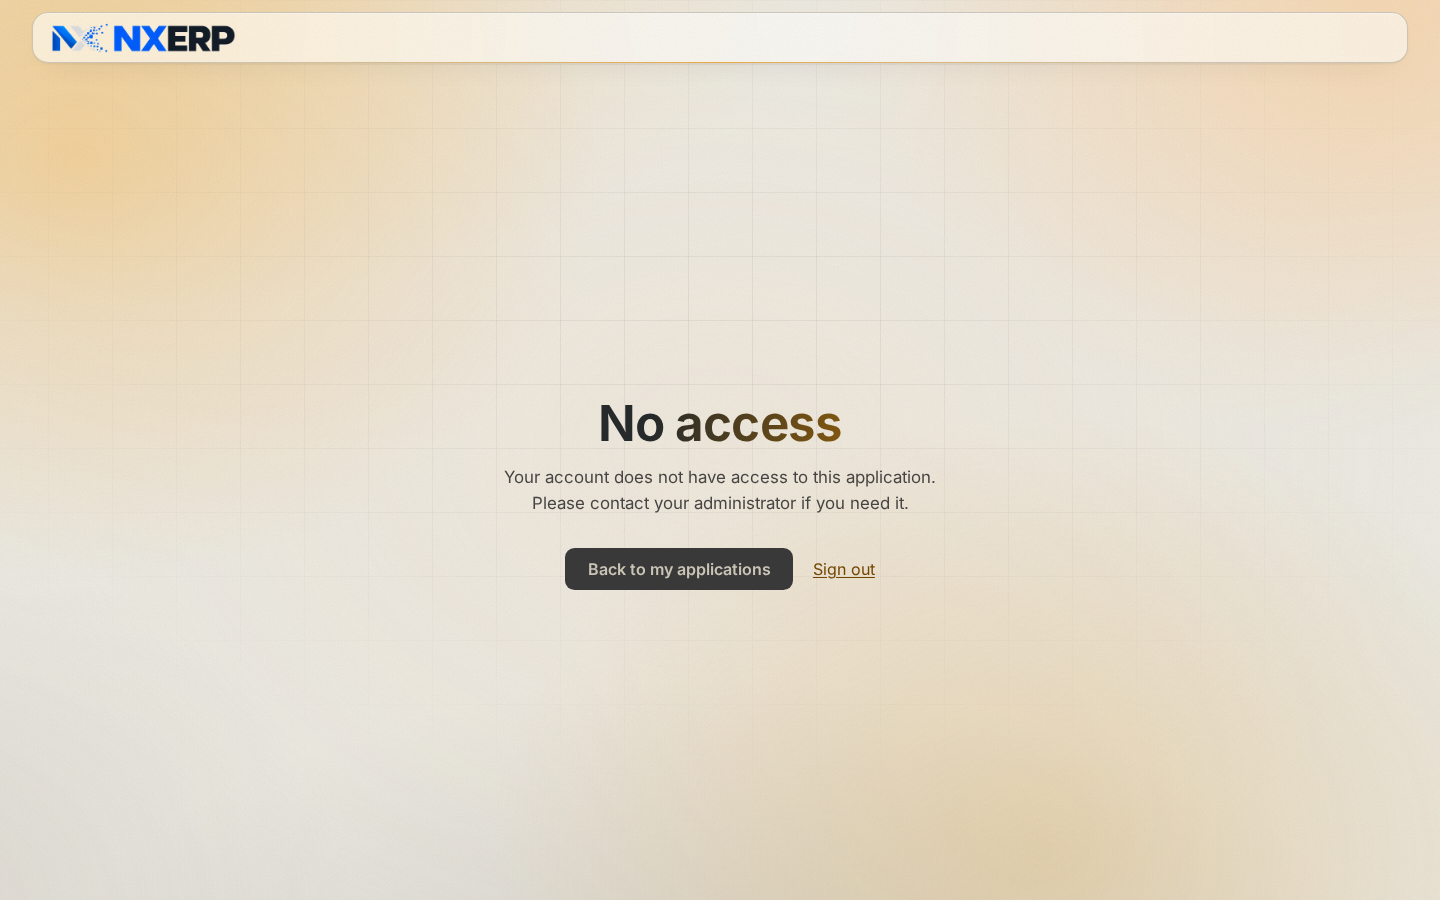 NXERP
No access
Your account does not have access to this application.
Please contact your administrator if you need it.
Back to my applications
Sign out